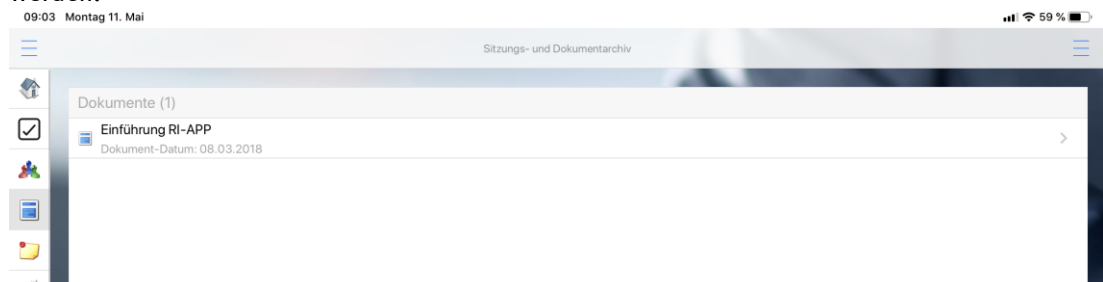 werden.
09:03 Montag 11. Mai 59 %
Sitzungs- und Dokumentarchiv
Dokumente (1)
Einführung RI-APP
Dokument-Datum: 08.03.2018